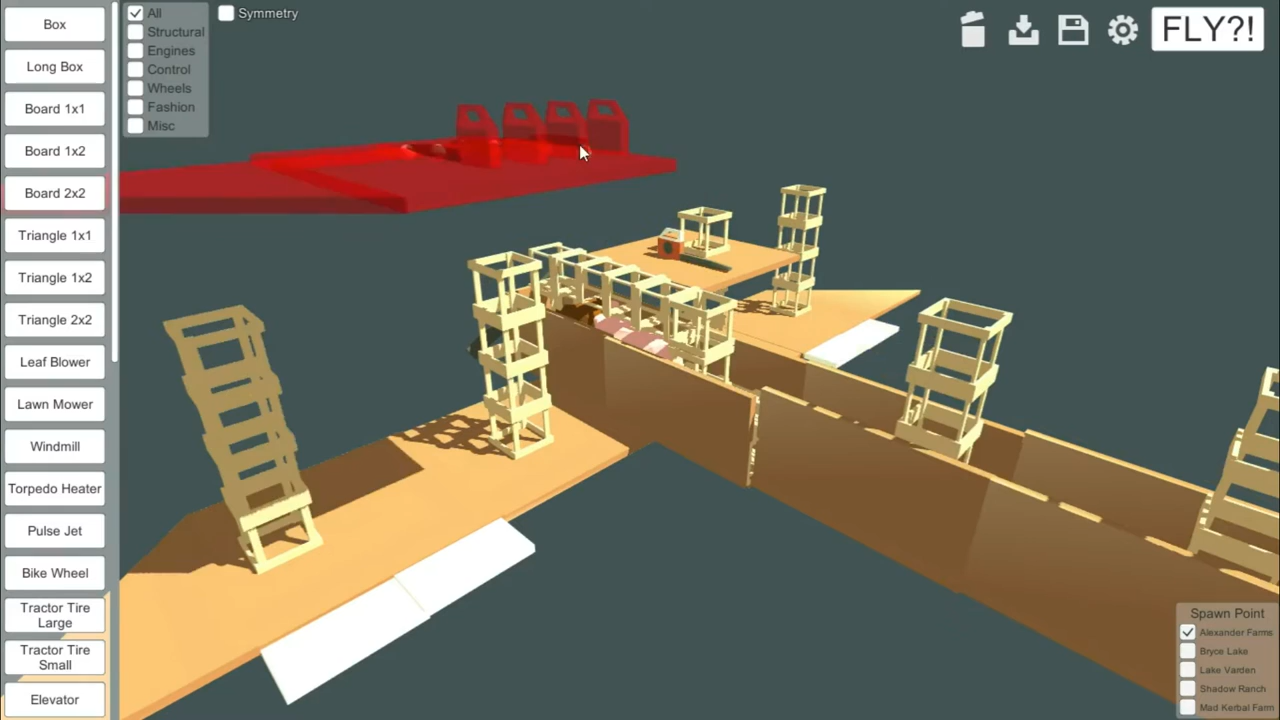 Box
Long Box
Board 1x1
Board 1x2
Board 2x2
Triangle 1x1
Triangle 1x2
Triangle 2x2
Leaf Blower
Lawn Mower
Windmill
Torpedo Heater
Pulse Jet
Bike Wheel
Tractor Tire
Large
Tractor Tire
Small
Elevator
All
Structural
Engines
Control
Wheels
Fashion
Misc
Symmetry
FLY?!
Spawn Point
Alexander Farms
Bryce Lake
Lake Varden
Shadow Ranch
Mad Kerbal Farm